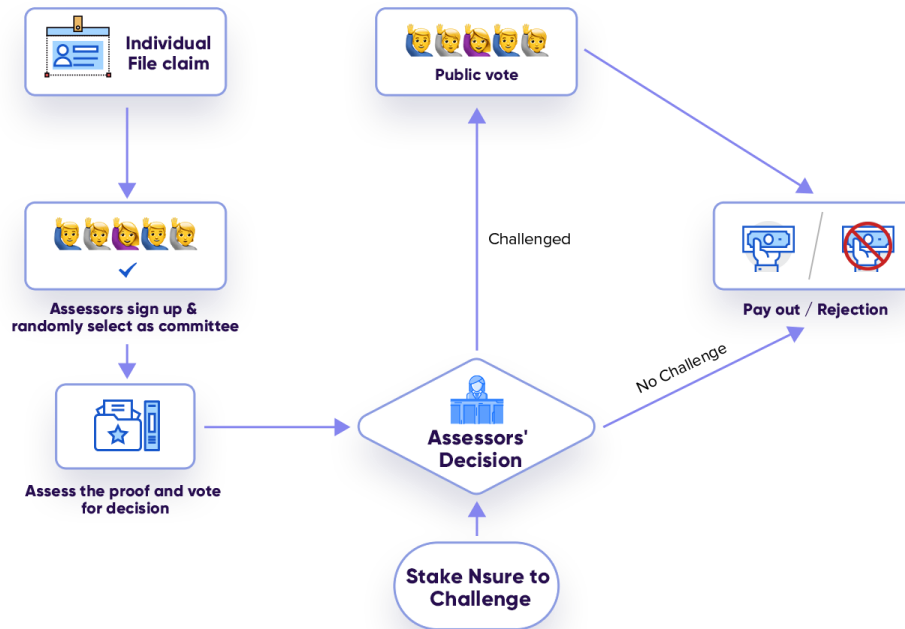 Individual
File claim
Assessors sign up &
randomly select as committee
Assess the proof and vote
for decision
Public vote
Challenged
Assessors'
Decision
Stake Nsure to
Challenge
No Challenge
Pay out / Rejection